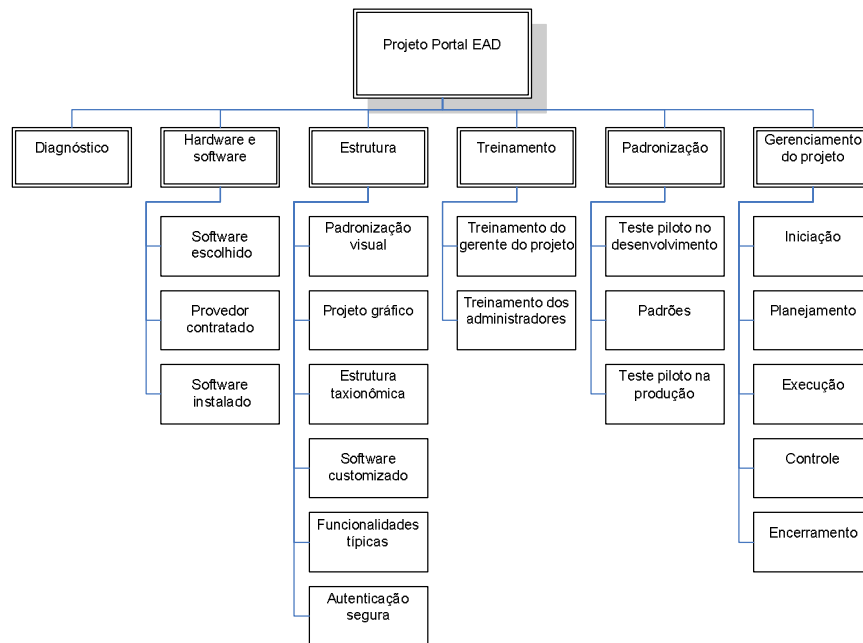 Projeto Portal EAD
Diagnóstico
Hardware e
software
Estrutura
Treinamento
Padronização
Gerenciamento
do projeto
Software
escolhido
Provedor
contratado
Software
instalado
Padronização
visual
Projeto gráfico
Estrutura
taxionômica
Software
customizado
Funcionalidades
típicas
Autenticação
segura
Treinamento do
gerente do projeto
Treinamento dos
administradores
Teste piloto no
desenvolvimento
Padrões
Teste piloto na
produção
Iniciação
Planejamento
Execução
Controle
Encerramento